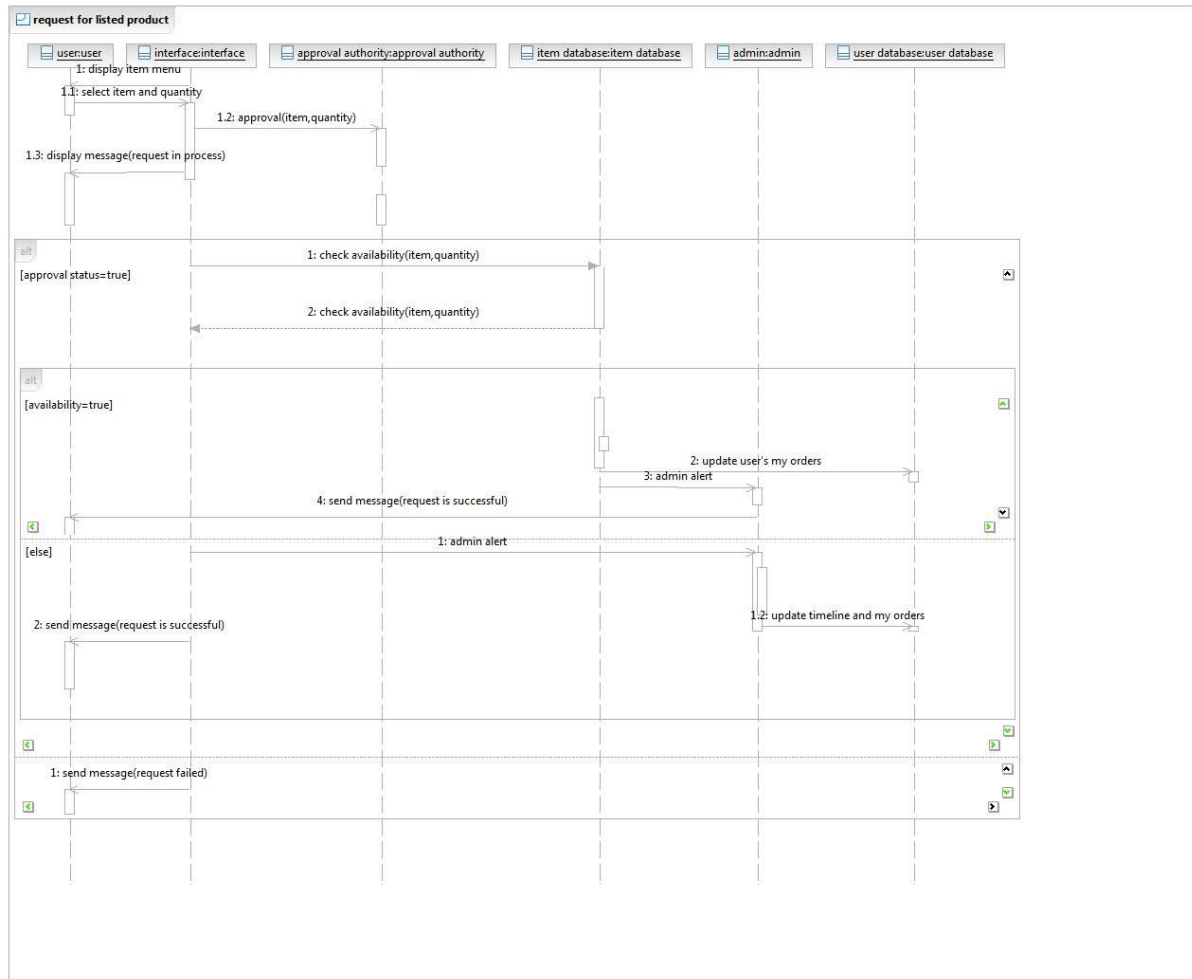 request for listed product
user:user
interface:interface
approval authority:approval authority
item database:item database
admin:admin
user database:user database
1: display item menu
1.1: select item and quantity
1.2: approval(item,quantity)
1.3: display message(request in process)
alt
1: check availability(item,quantity)
[approval status=true]
2: check availability(item,quantity)
alt
[availability=true]
2: update user's my orders
3: admin alert
4: send message(request is successful)
1: admin alert
[else]
1.2: update timeline and my orders
2: send message(request is successful)
1: send message(request failed)